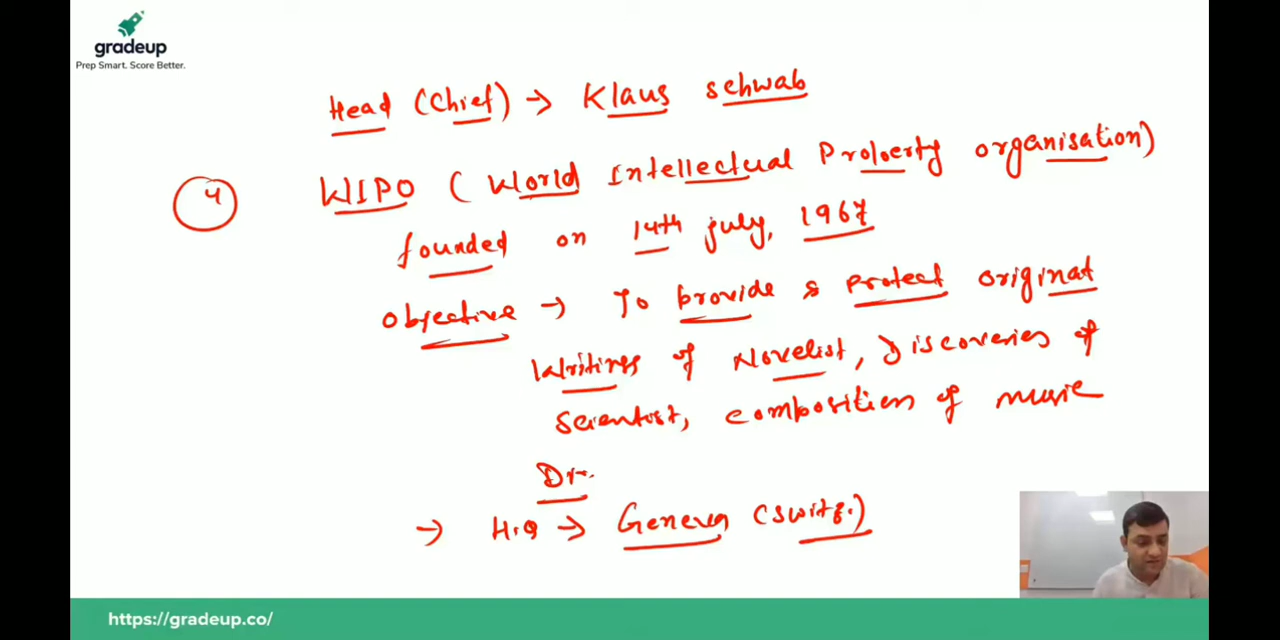 gradeup
Prep Smart. Score Better.
Head (Chief) → Klaus schwab
4 WIPO ( World Intellectual Property organisation)
founded on 14th july, 1967
objective → To provide & protect original
Writings of Novelist, Discoveries of
scientist, composition of music
Dr.
→ H.Q → Geneva (switz.)
https://gradeup.co/